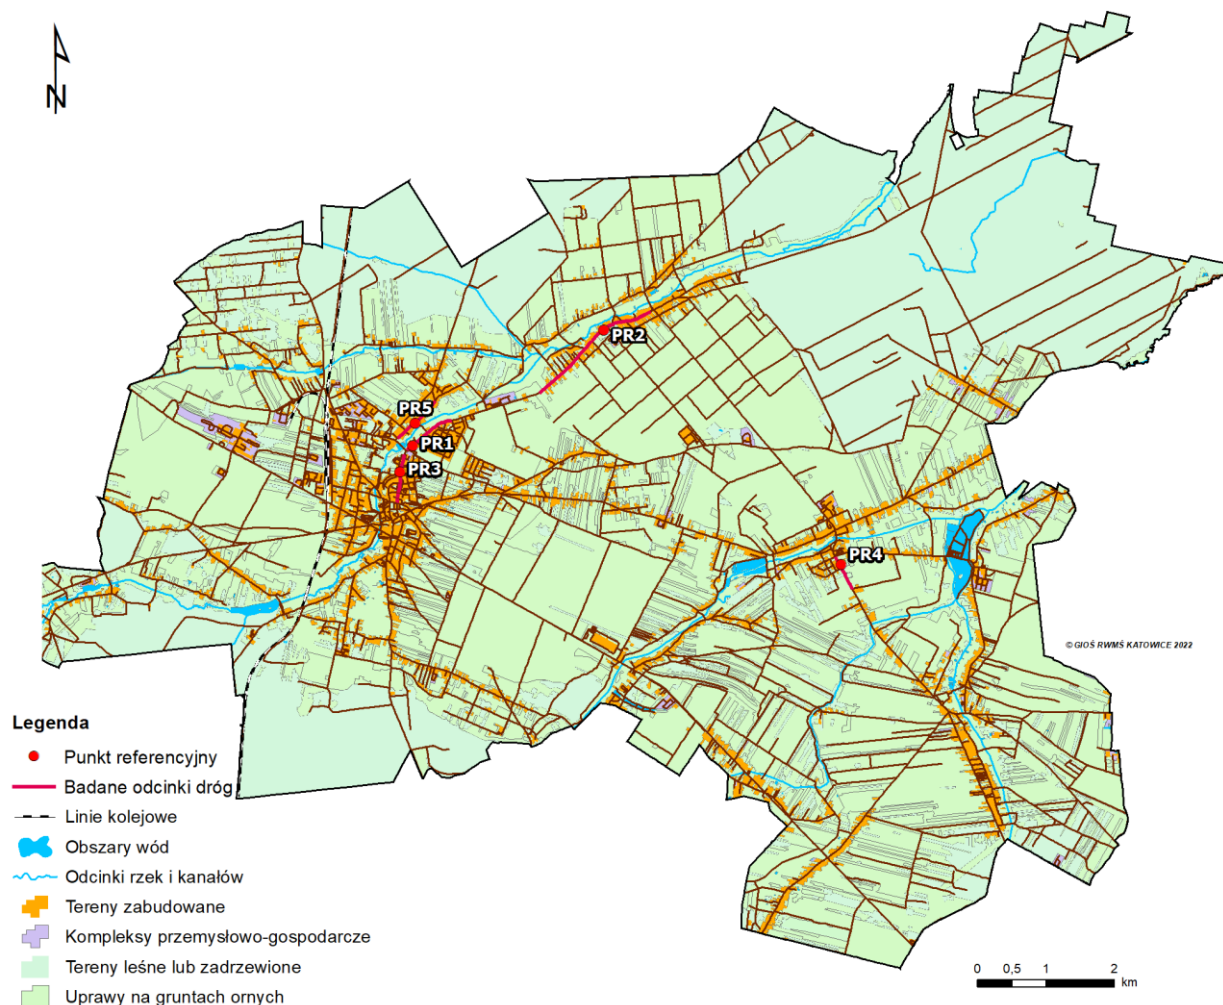 N
PR2
PR5
PR1
PR3
PR4
© GIOŚ RWMŚ KATOWICE 2022
Legenda
Punkt referencyjny
Badane odcinki dróg
Linie kolejowe
Obszary wód
Odcinki rzek i kanałów
Tereny zabudowane
Kompleksy przemysłowo-gospodarcze
Tereny leśne lub zadrzewione
Uprawy na gruntach ornych
0 0,5 1 2
km